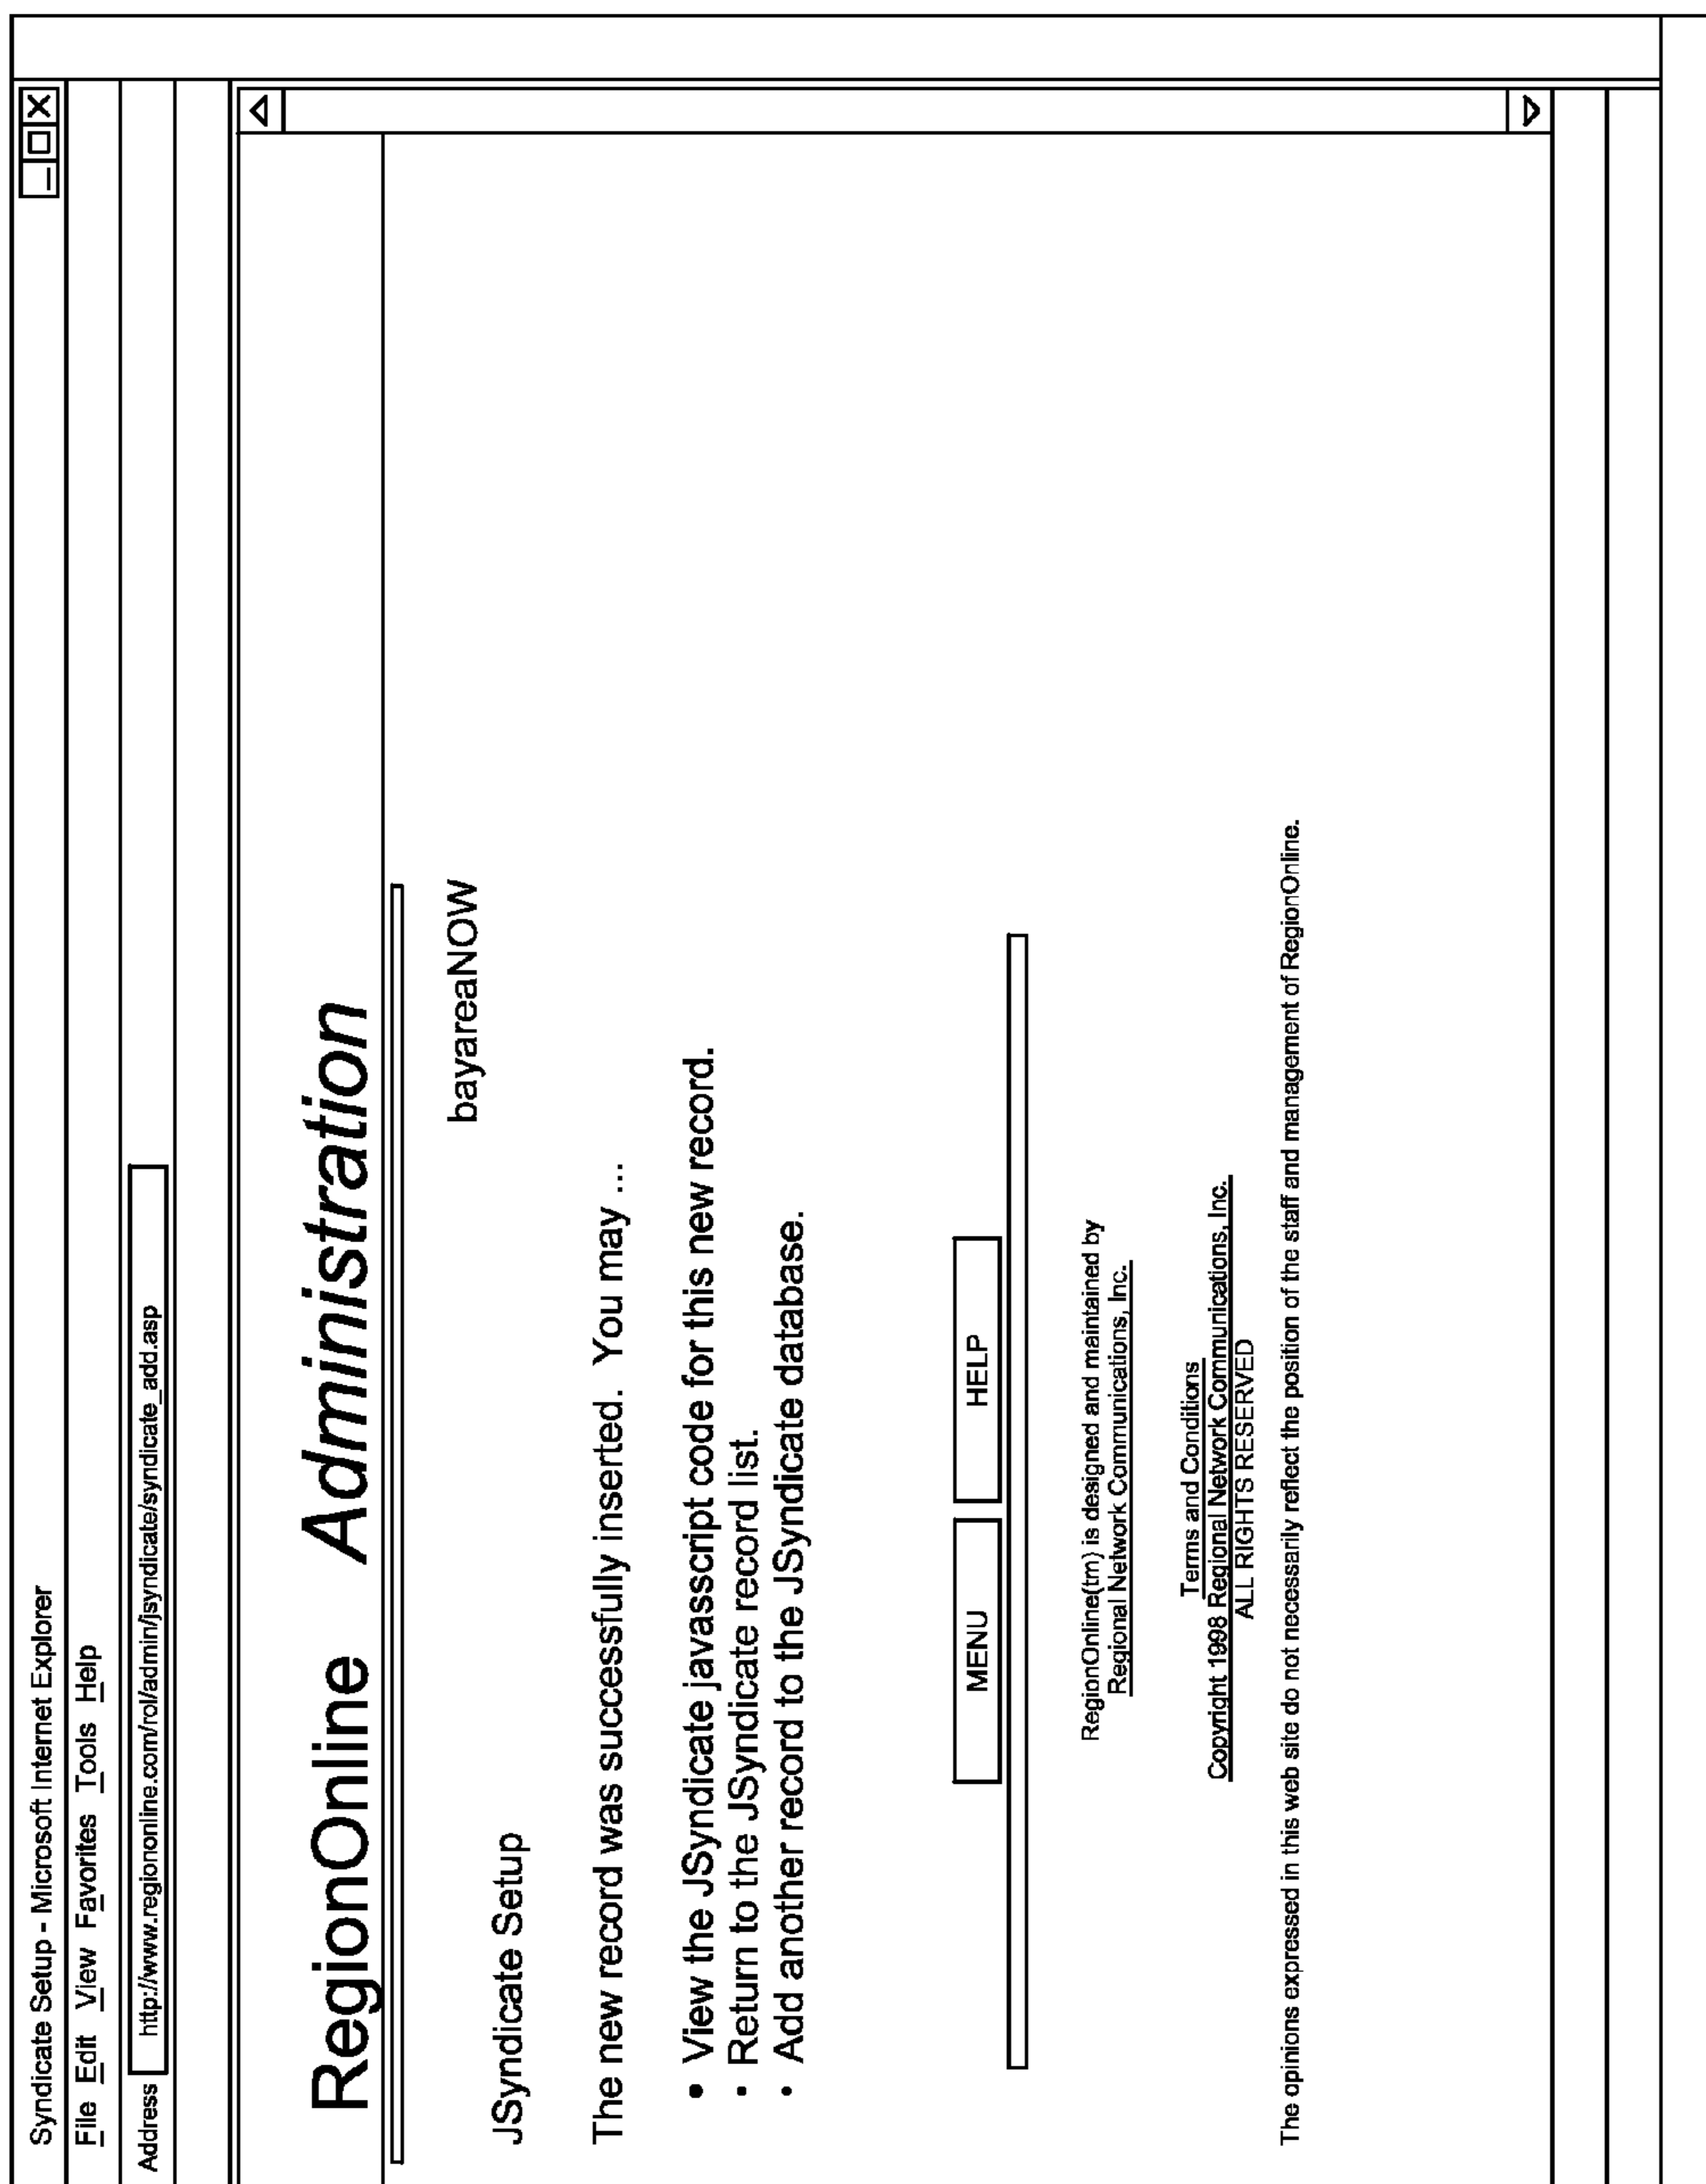 Syndicate Setup - Microsoft Internet Explorer
File Edit View Favorites Tools Help
Address http://www.regiononline.com/rol/admin/jsyndicate/syndicate_add.asp
RegionOnline Administration
bayareaNOW
JSyndicate Setup
The new record was successfully inserted. You may ...
• View the JSyndicate javasscript code for this new record.
• Return to the JSyndicate record list.
• Add another record to the JSyndicate database.
MENU HELP
RegionOnline(tm) is designed and maintained by
Regional Network Communications, Inc.
Terms and Conditions
Copyright 1998 Regional Network Communications, Inc.
ALL RIGHTS RESERVED
The opinions expressed in this web site do not necessarily reflect the position of the staff and management of RegionOnline.